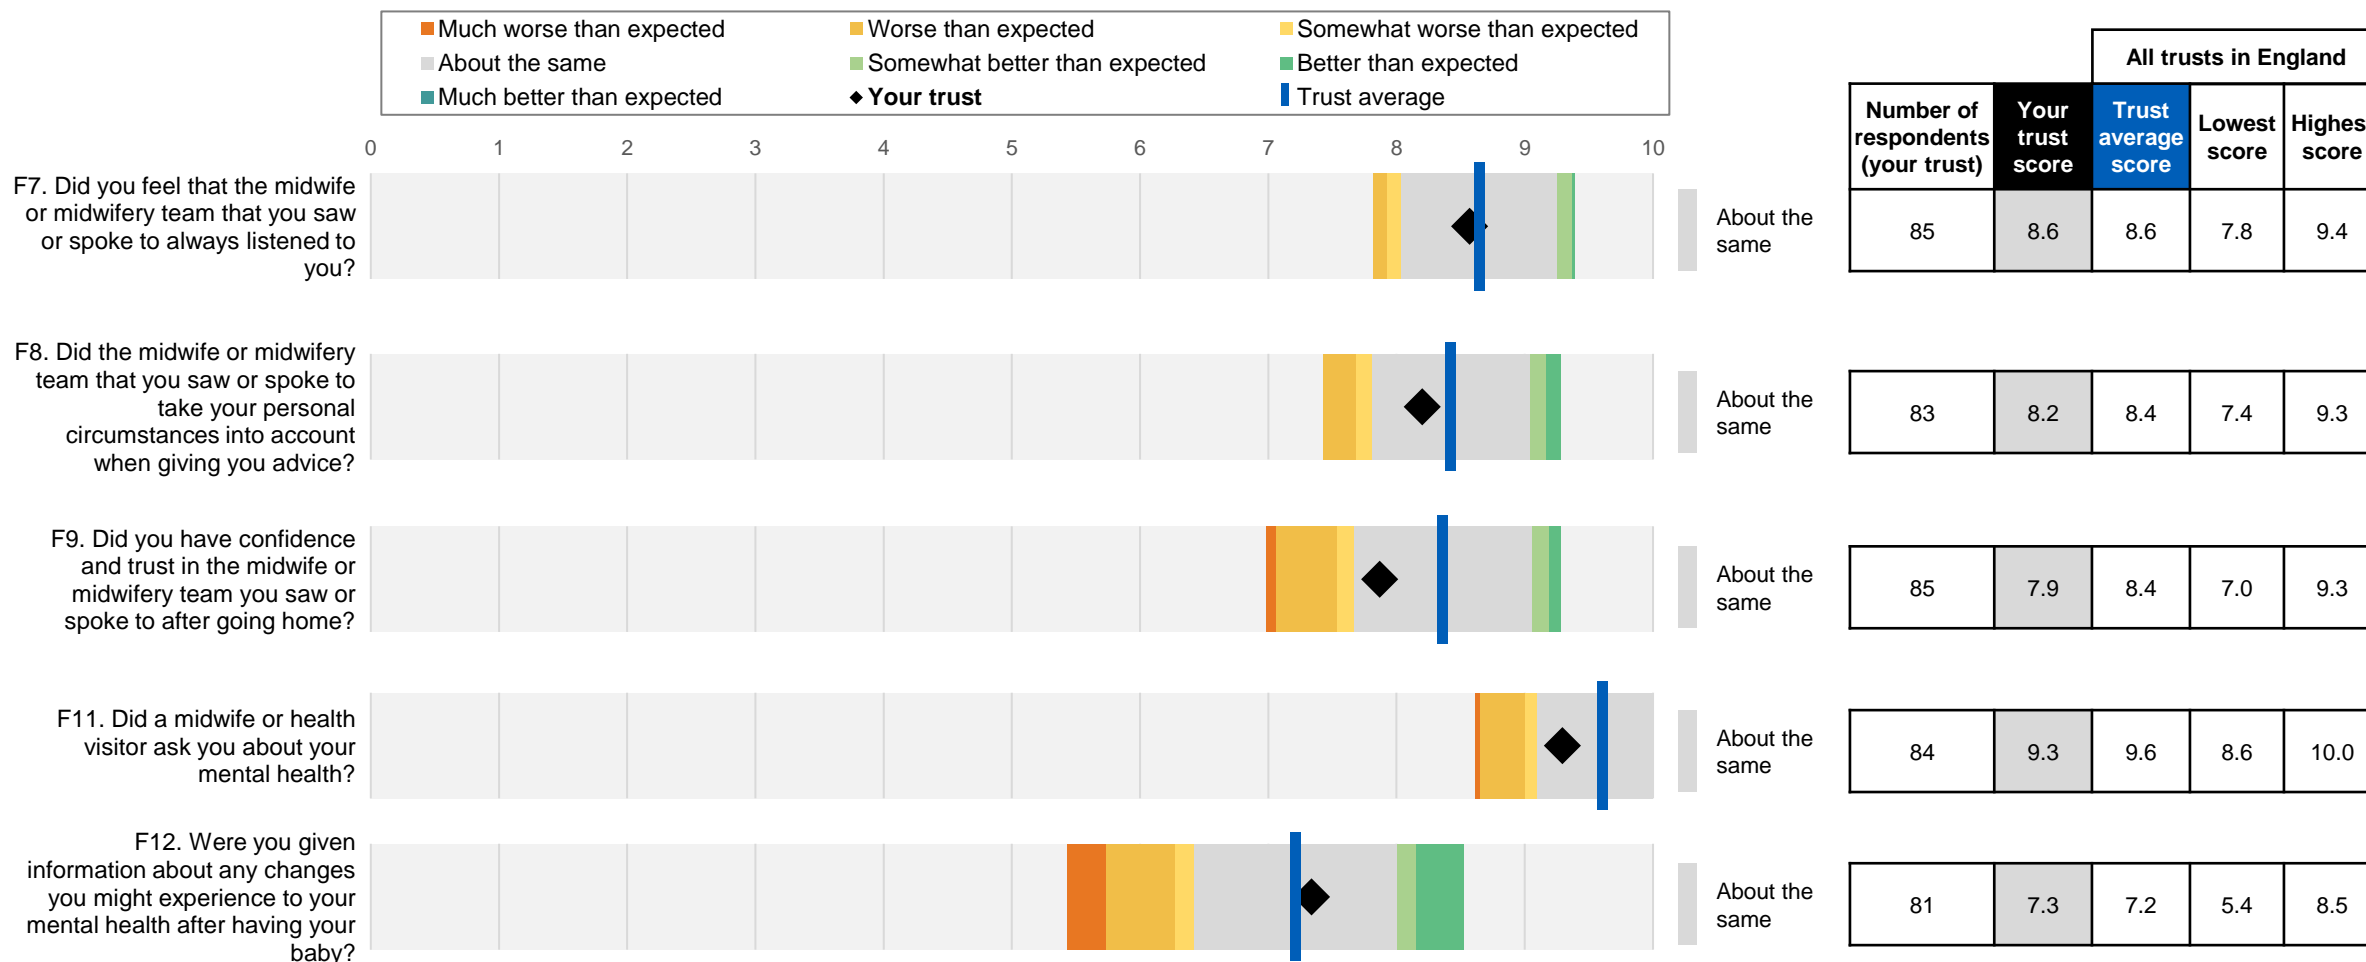 Much worse than expected
Worse than expected
Somewhat worse than expected
About the same
Somewhat better than expected
Better than expected
Much better than expected
Your trust
Trust average
All trusts in England
Number of respondents (your trust)
Your trust score
Trust average score
Lowest score
Highes score
0 1 2 3 4 5 6 7 8 9 10
F7. Did you feel that the midwife
or midwifery team that you saw
or spoke to always listened to
you?
About the
same
85 8.6 8.6 7.8 9.4
F8. Did the midwife or midwifery
team that you saw or spoke to
take your personal
circumstances into account
when giving you advice?
About the
same
83 8.2 8.4 7.4 9.3
F9. Did you have confidence
and trust in the midwife or
midwifery team you saw or
spoke to after going home?
About the
same
85 7.9 8.4 7.0 9.3
F11. Did a midwife or health
visitor ask you about your
mental health?
About the
same
84 9.3 9.6 8.6 10.0
F12. Were you given
information about any changes
you might experience to your
mental health after having your
baby?
About the
same
81 7.3 7.2 5.4 8.5